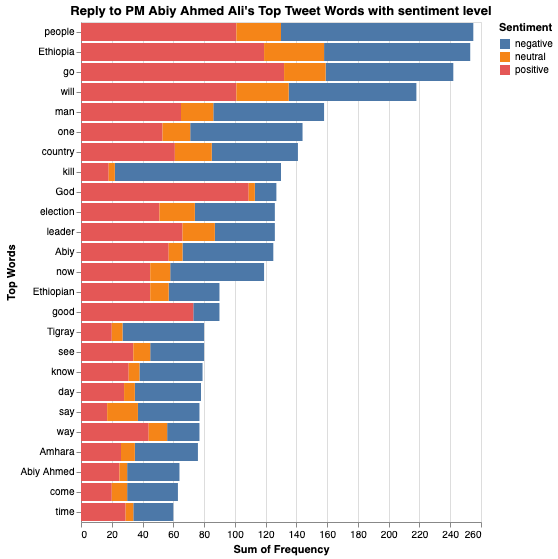 Reply to PM Abiy Ahmed Ali's Top Tweet Words with sentiment level
Sentiment
negative
neutral
positive
Top Words
people
Ethiopia
go
will
man
one
country
kill
God
election
leader
Abiy
now
Ethiopian
good
Tigray
see
know
day
say
way
Amhara
Abiy Ahmed
come
time
0 20 40 60 80 100 120 140 160 180 200 220 240 260
Sum of Frequency